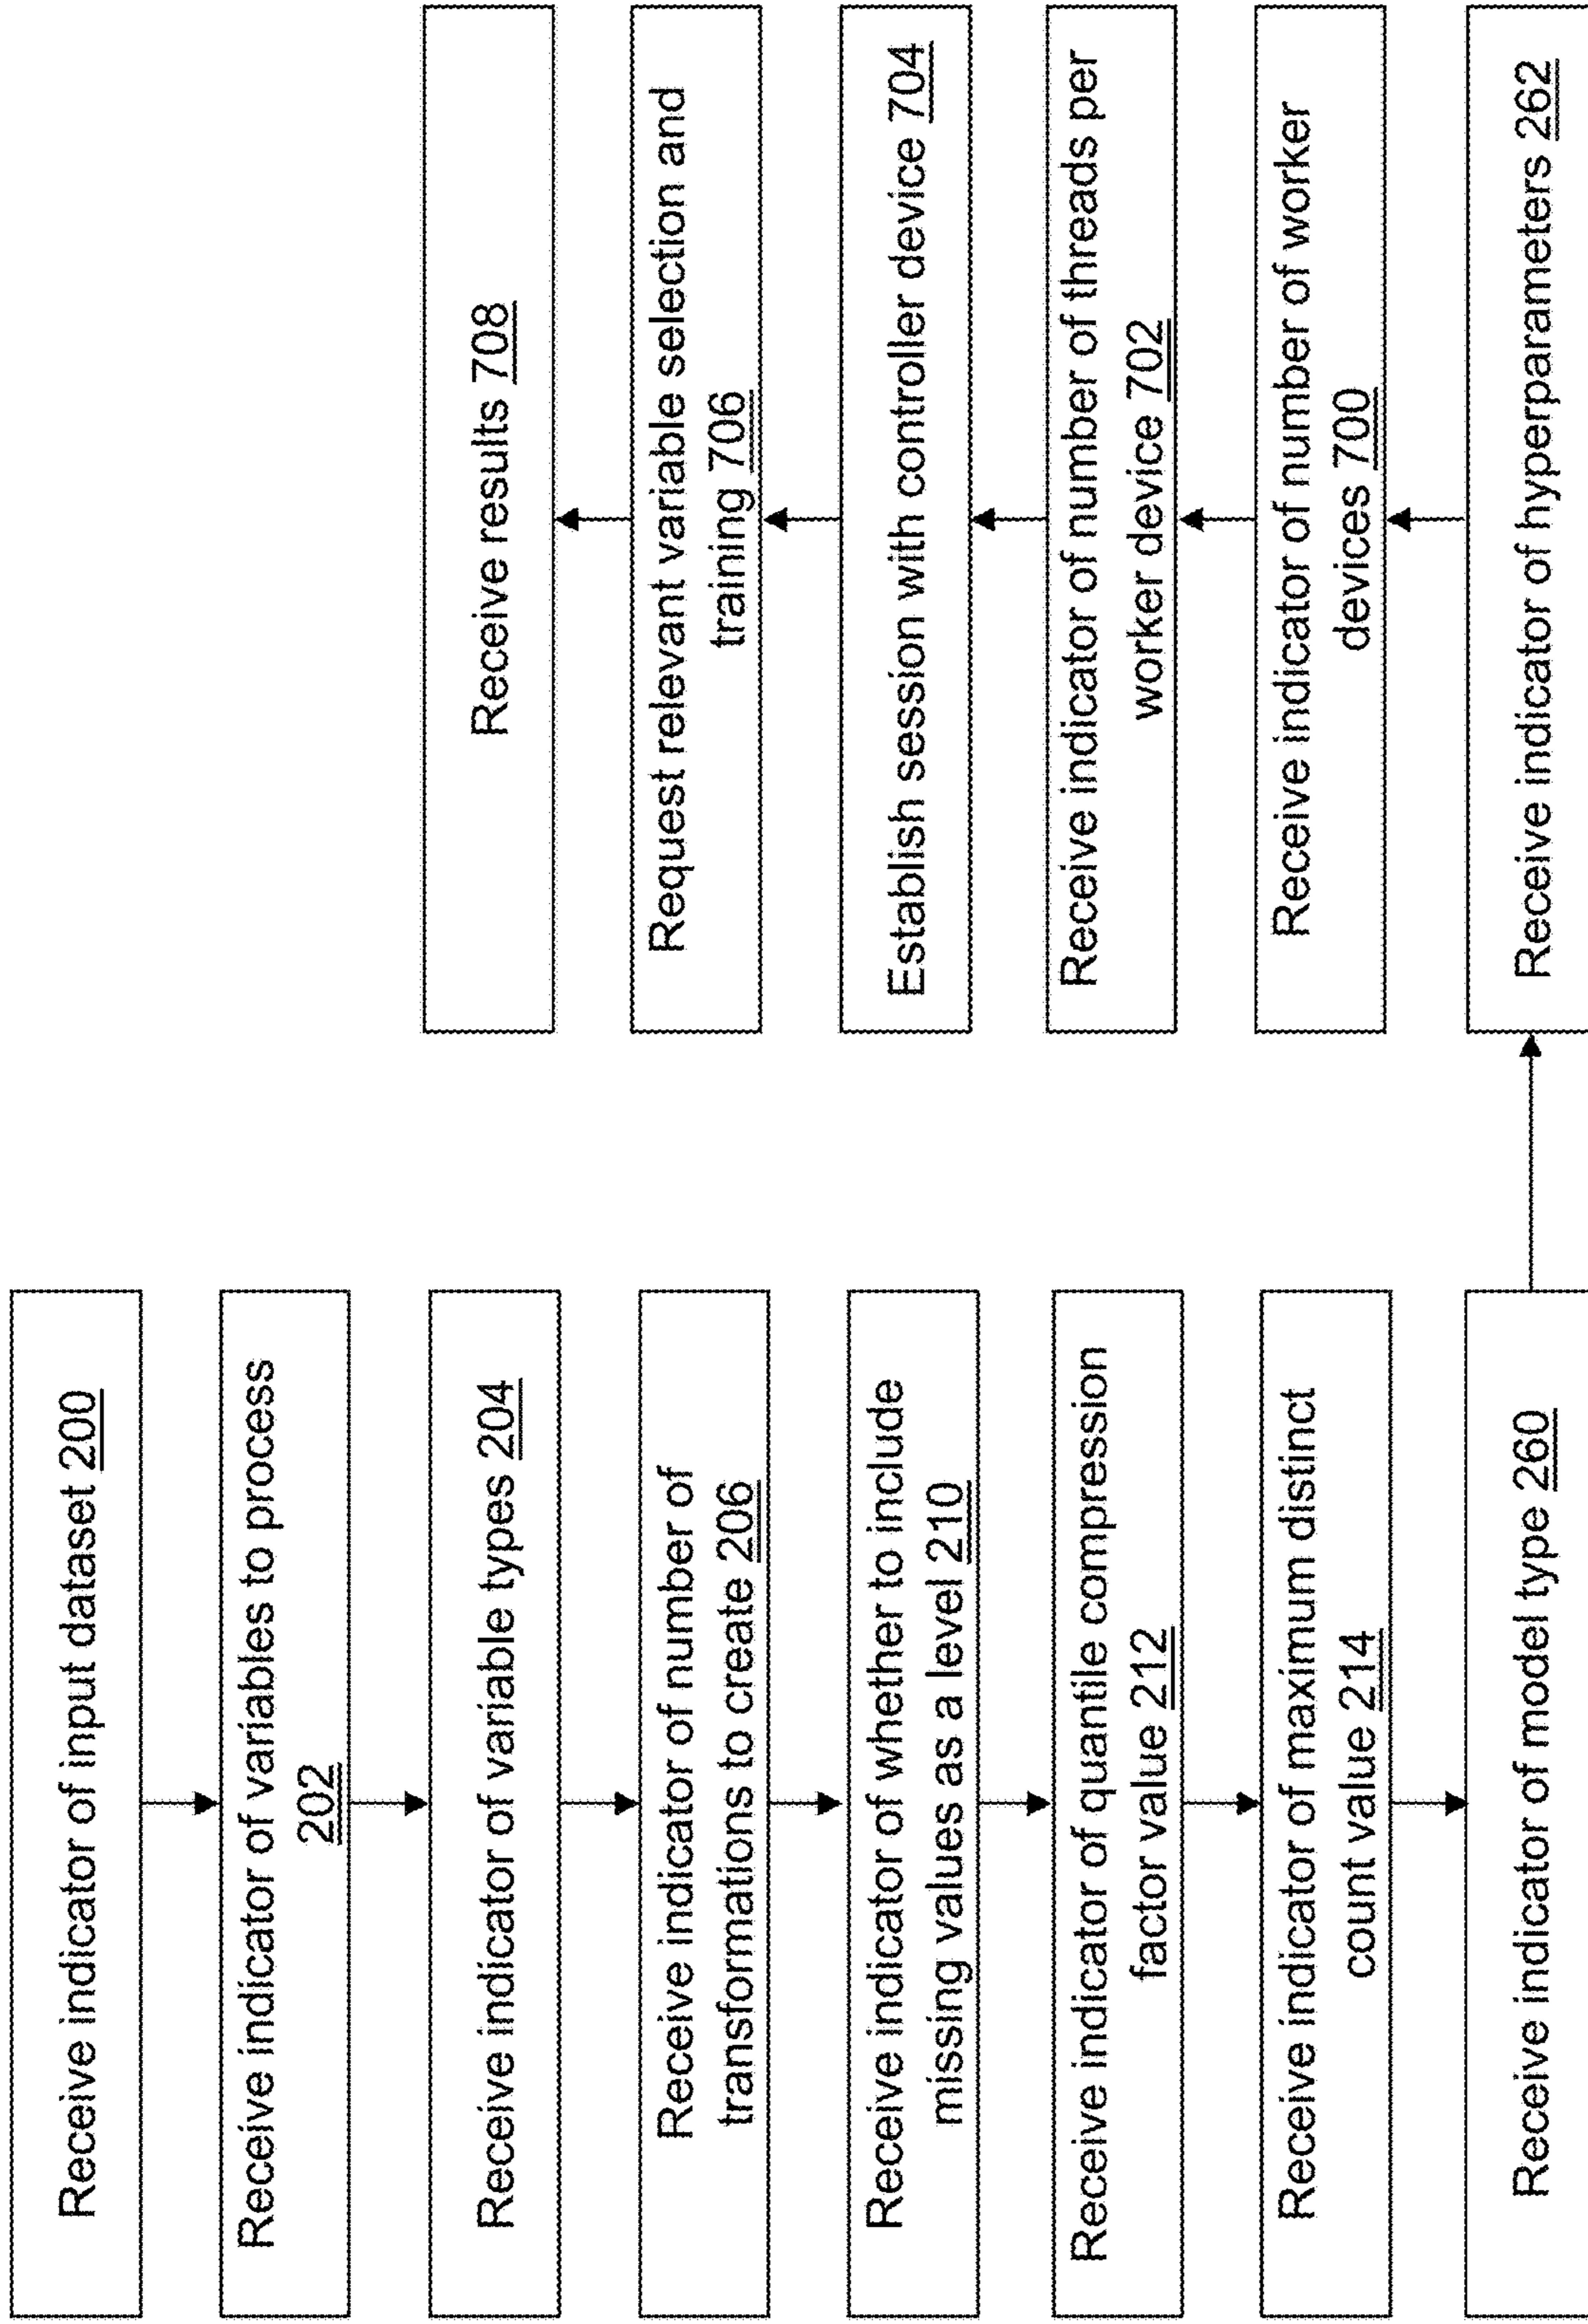 Receive indicator of input dataset 200
Receive indicator of variables to process
202
Receive indicator of variable types 204
Receive indicator of number of
transformations to create 206
Receive indicator of whether to include
missing values as a level 210
Receive indicator of quantile compression
factor value 212
Receive indicator of maximum distinct
count value 214
Receive indicator of model type 260
Receive indicator of hyperparameters 262
Receive indicator of number of worker
devices 700
Receive indicator of number of threads per
worker device 702
Establish session with controller device 704
Request relevant variable selection and
training 706
Receive results 708